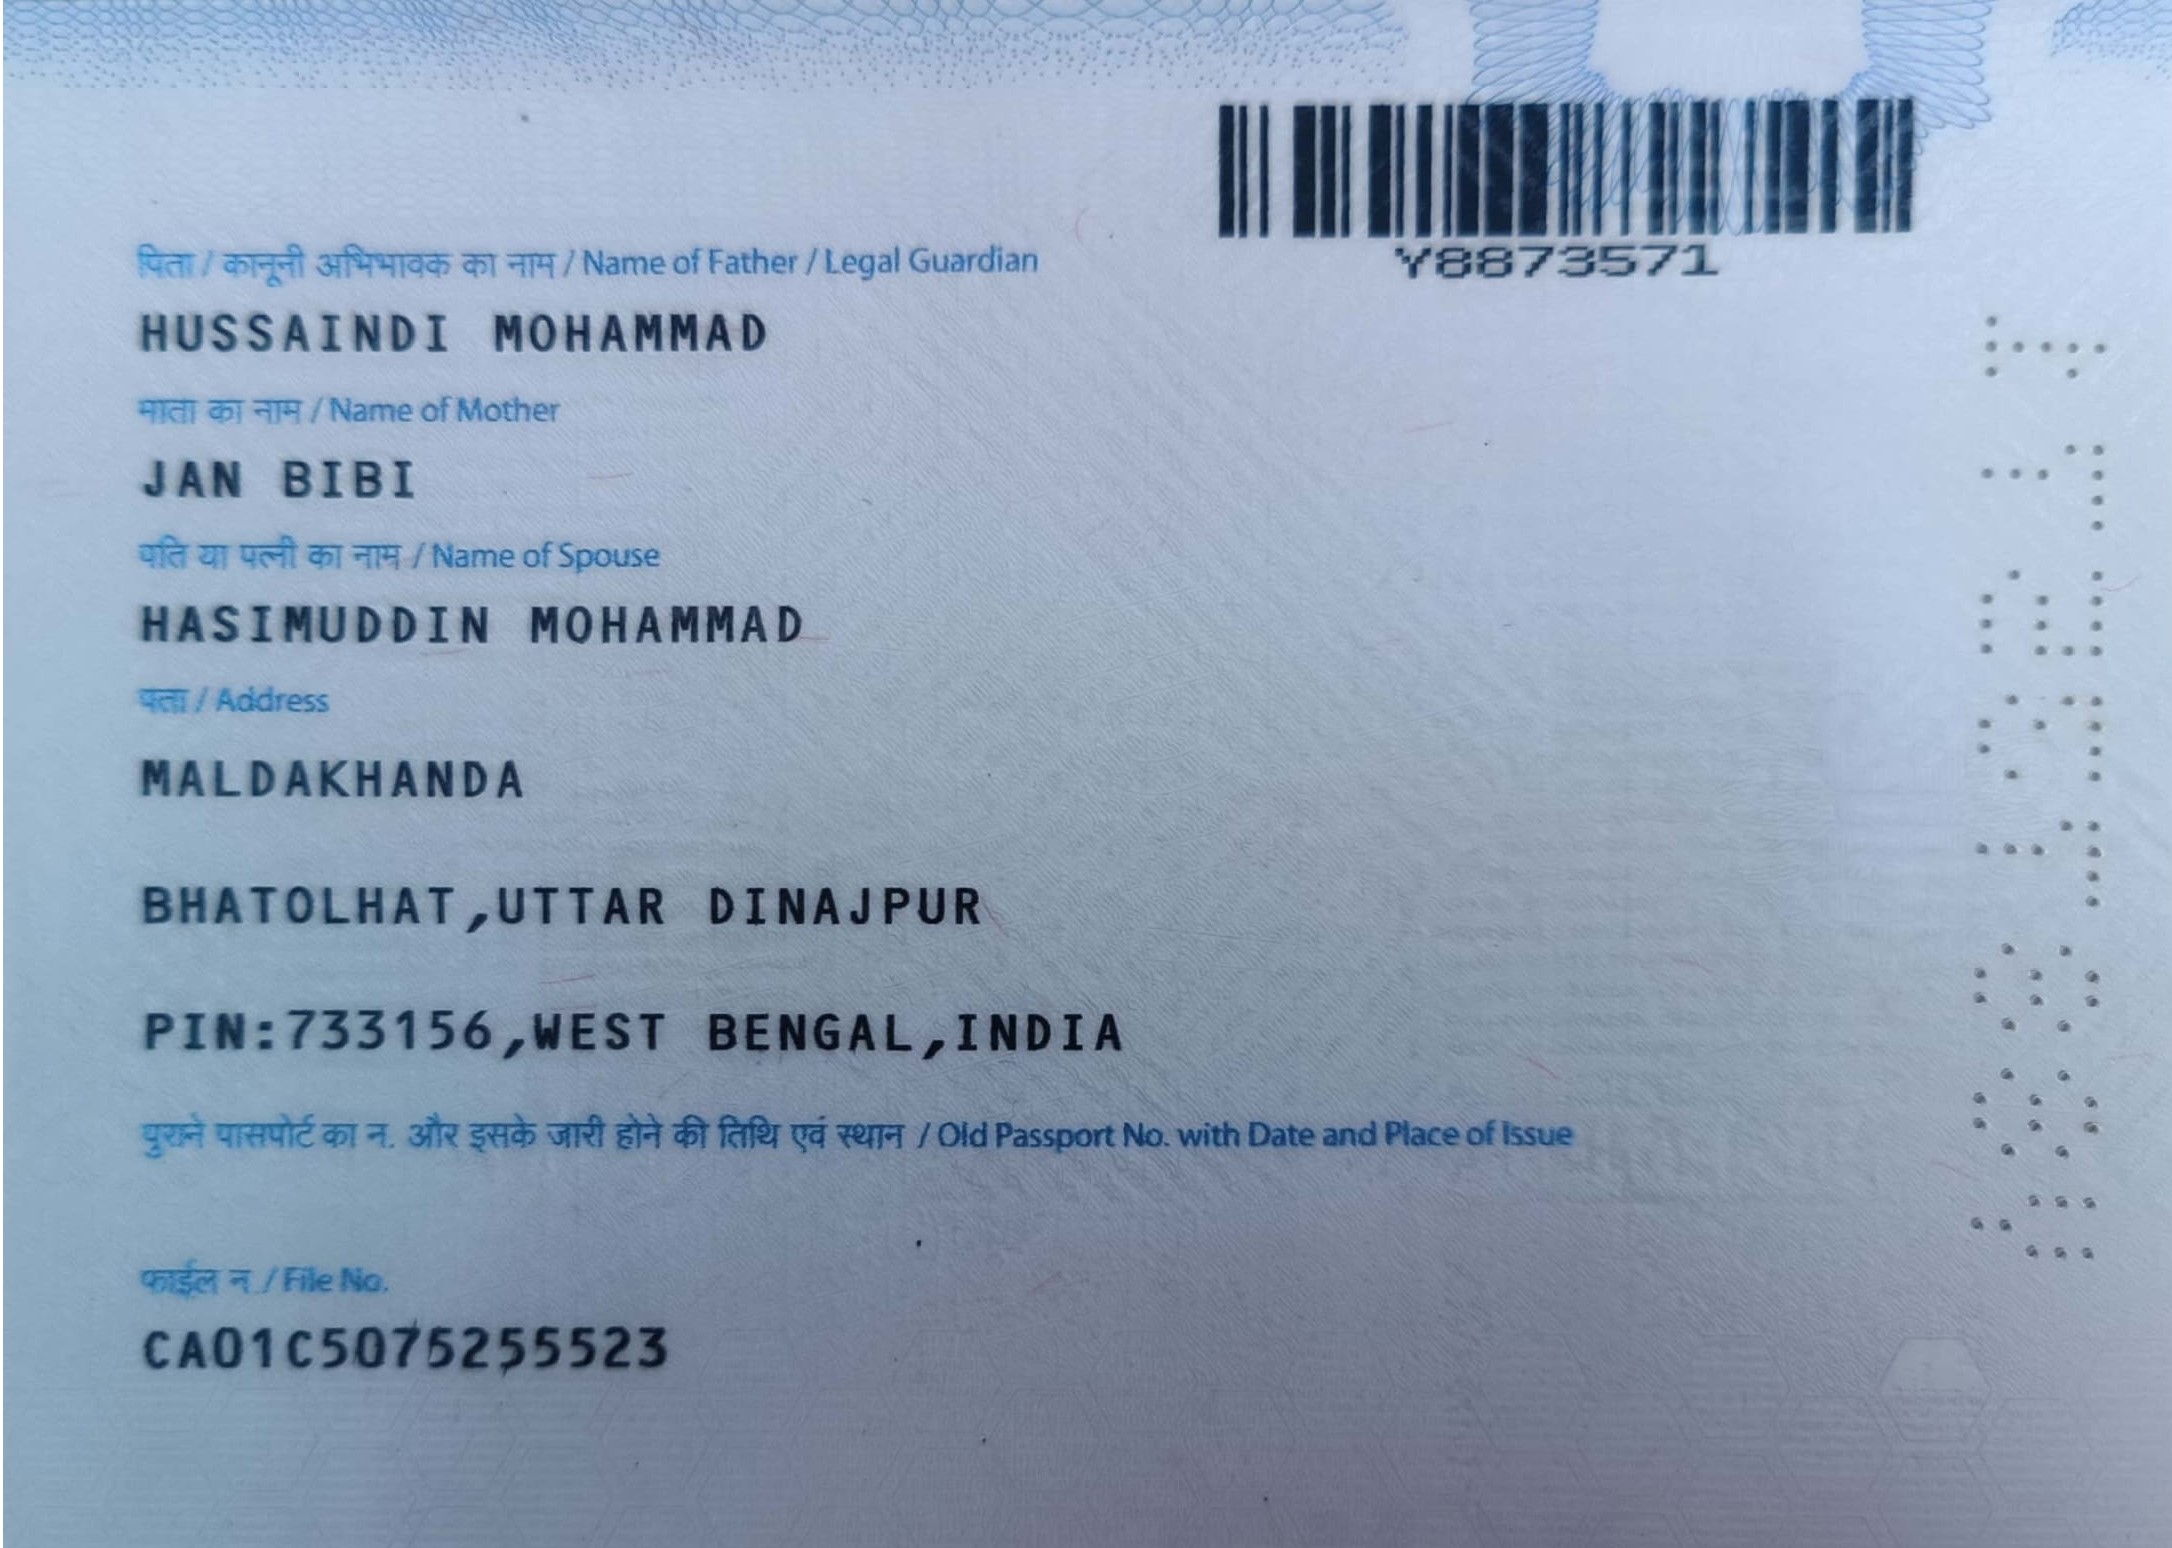 Y8873571
पिता / कानूनी अभिभावक का नाम / Name of Father / Legal Guardian
HUSSAINDI MOHAMMAD
माता का नाम / Name of Mother
JAN BIBI
पति या पत्नी का नाम / Name of Spouse
HASIMUDDIN MOHAMMAD
पता / Address
MALDAKHANDA
BHATOLHAT,UTTAR DINAJPUR
PIN:733156,WEST BENGAL,INDIA
पुराने पासपोर्ट का न. और इसके जारी होने की तिथि एवं स्थान / Old Passport No. with Date and Place of Issue
फाईल न / File No.
CA01C5075255523